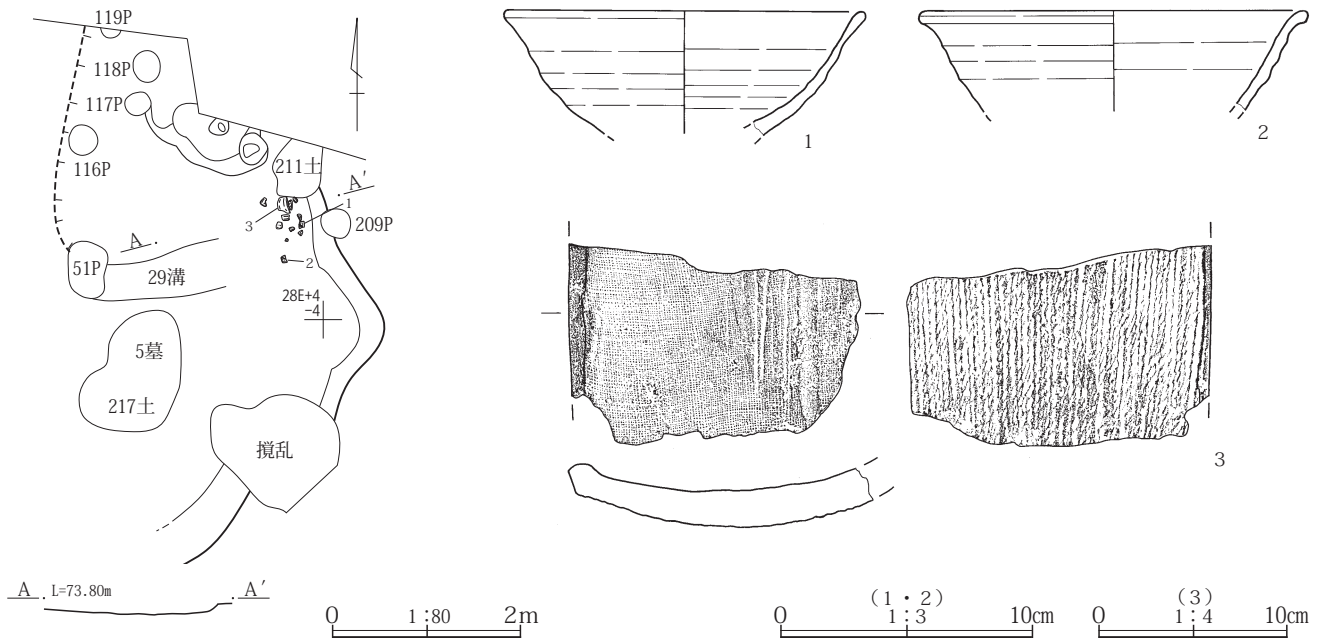 119P
118P
117P
116P
211土
A′
1
3
209P
A
51P
29溝
2
28E+4
-4
5墓
217土
撹乱
A L=73.80m A′
0 1:80 2m
1
2
3
(1・2)
0 1:3 10cm
(3)
0 1:4 10cm